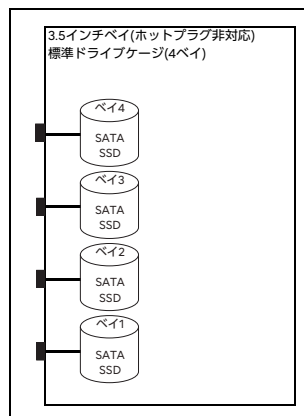 3.5インチベイ(ホットプラグ非対応)
標準ドライブケージ(4ベイ)
ベイ4
SATA
SSD
ベイ3
SATA
SSD
ベイ2
SATA
SSD
ベイ1
SATA
SSD